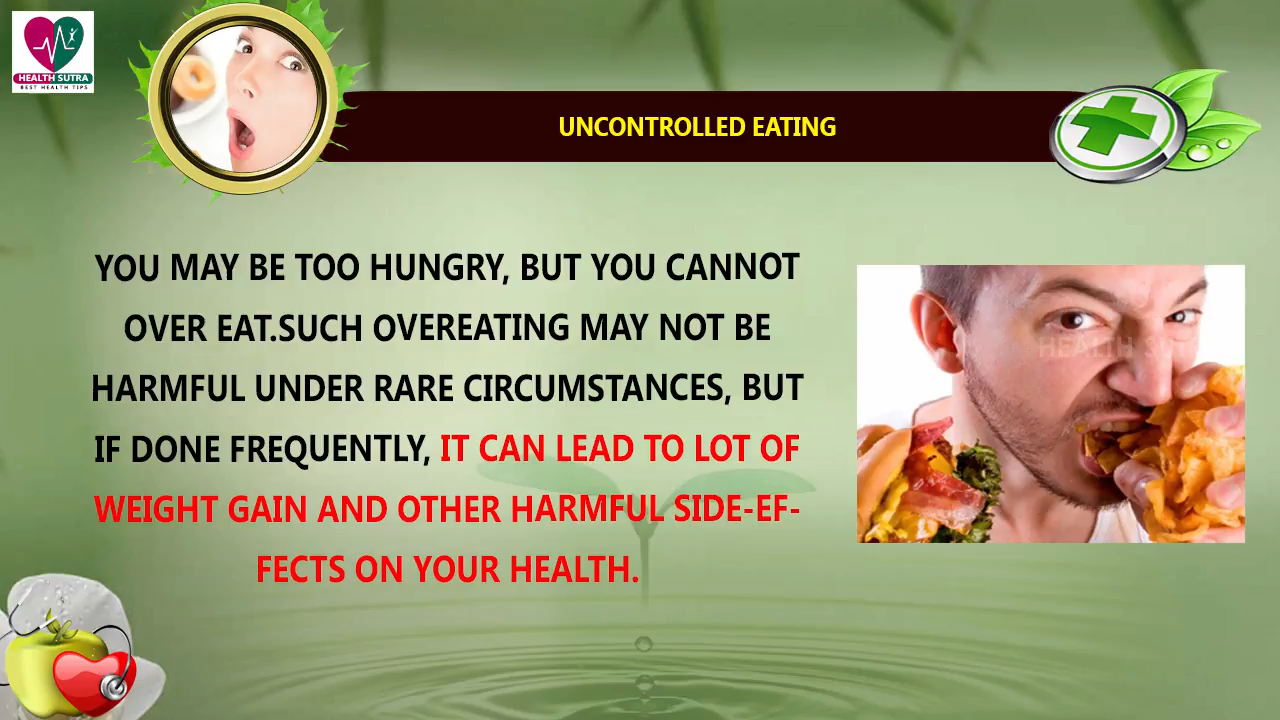 HEALTH SUTRA
BEST HEALTH TIPS
UNCONTROLLED EATING
YOU MAY BE TOO HUNGRY, BUT YOU CANNOT
OVER EAT.SUCH OVEREATING MAY NOT BE
HARMFUL UNDER RARE CIRCUMSTANCES, BUT
IF DONE FREQUENTLY, IT CAN LEAD TO LOT OF
WEIGHT GAIN AND OTHER HARMFUL SIDE-EF-
FECTS ON YOUR HEALTH.
HEALTH